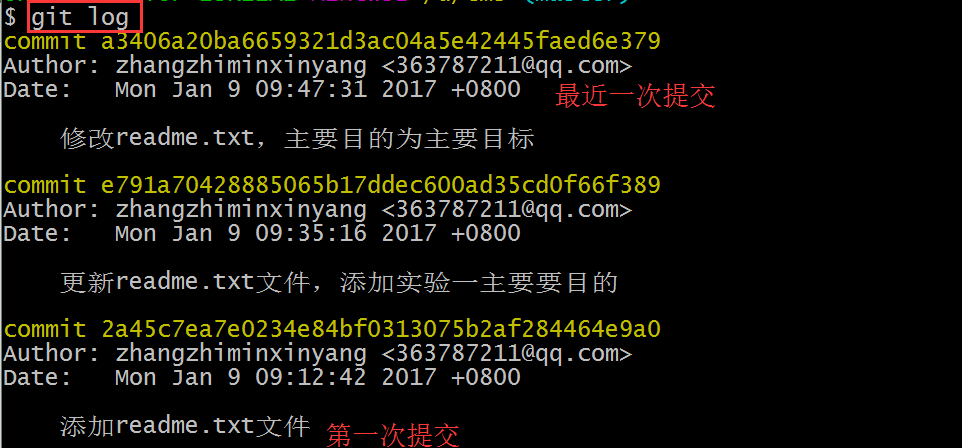 $ git log
commit a3406a20ba6659321d3ac04a5e42445faed6e379
Author: zhangzhiminxinyang <363787211@qq.com>
Date:   Mon Jan 9 09:47:31 2017 +0800 最近一次提交
修改readme.txt，主要目的为主要目标
commit e791a70428885065b17ddec600ad35cd0f66f389
Author: zhangzhiminxinyang <363787211@qq.com>
Date:   Mon Jan 9 09:35:16 2017 +0800
更新readme.txt文件，添加实验一主要要目的
commit 2a45c7ea7e0234e84bf0313075b2af284464e9a0
Author: zhangzhiminxinyang <363787211@qq.com>
Date:   Mon Jan 9 09:12:42 2017 +0800
添加readme.txt文件 第一次提交